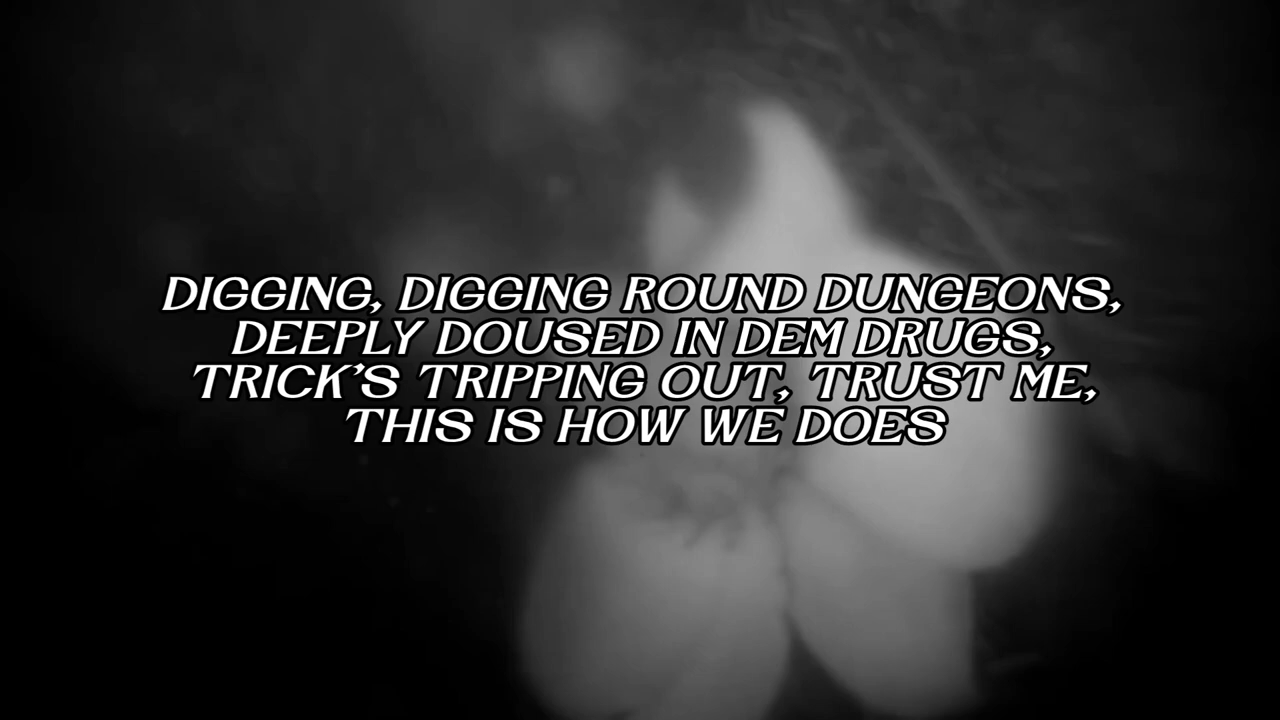 DIGGING, DIGGING ROUND DUNGEONS,
DEEPLY DOUSED IN DEM DRUGS,
TRICK'S TRIPPING OUT, TRUST ME,
THIS IS HOW WE DOES